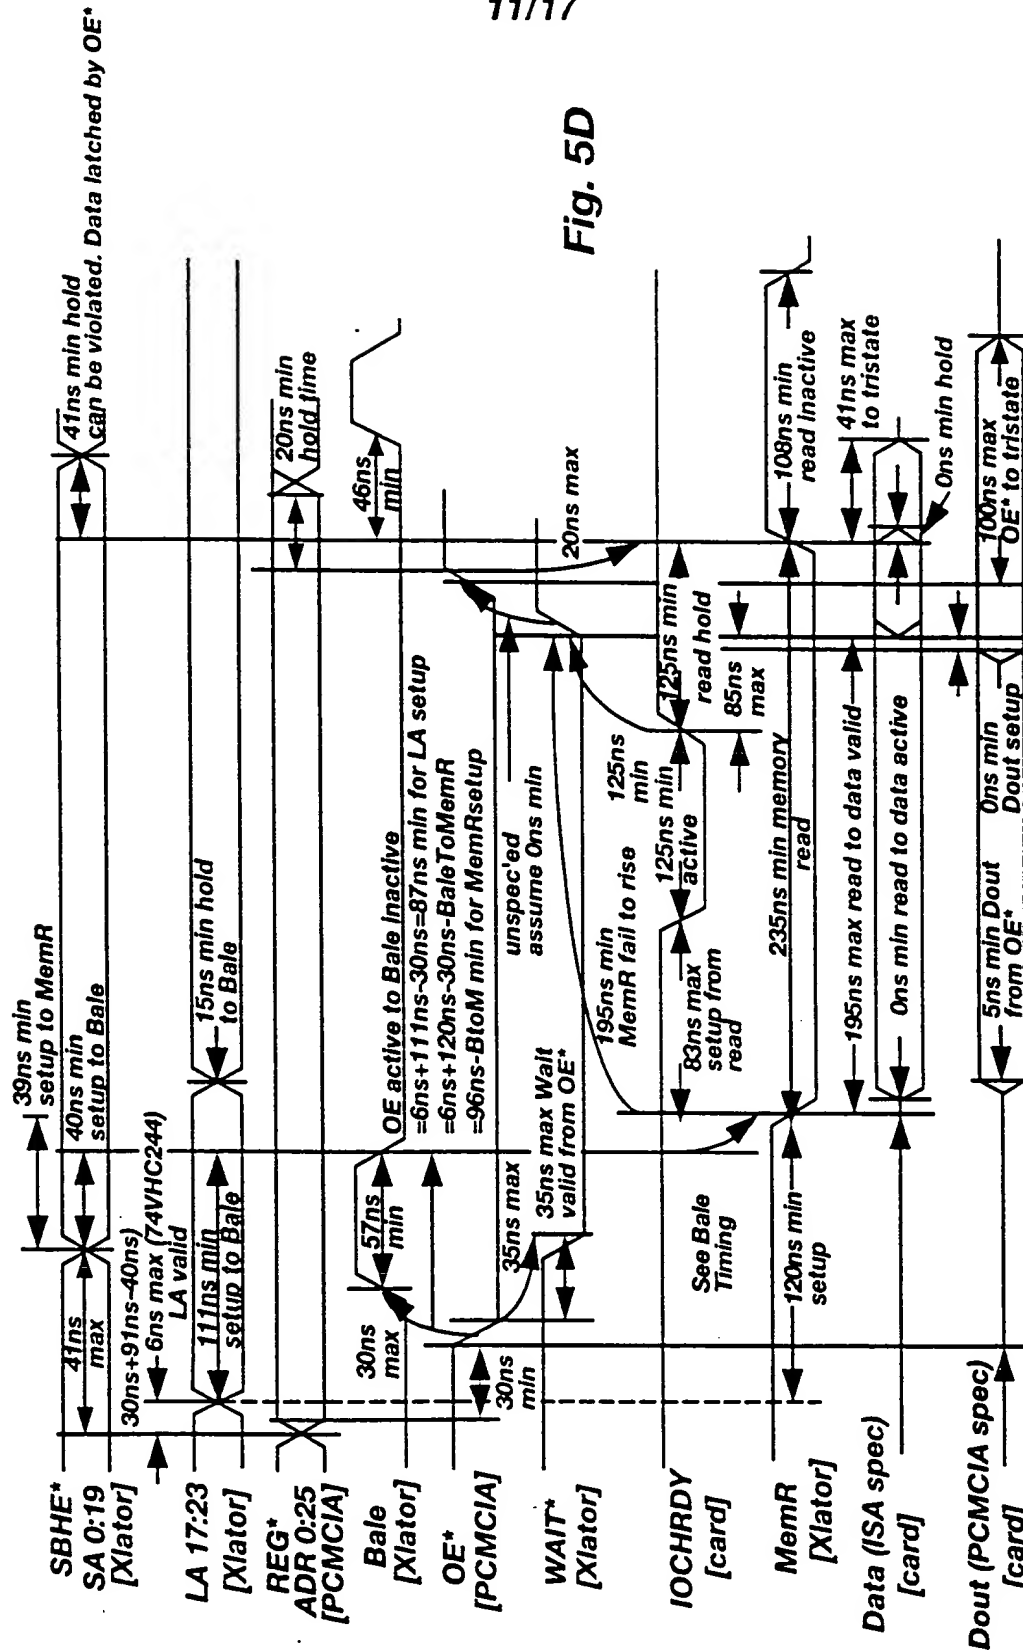 11/17
Fig. 5D
SBHE*
SA 0:19
[Xlator]
41ns
max
39ns min
setup to MemR
40ns min
setup to Bale
41ns min hold
can be violated. Data latched by OE*
30ns+91ns-40ns)
6ns max (74VHC244)
LA valid
LA 17:23
[Xlator]
111ns min
setup to Bale
15ns min hold
to Bale
REG*
ADR 0:25
[PCMCIA]
20ns min
hold time
Bale
[Xlator]
30ns
max
57ns
min
OE active to Bale Inactive
=6ns+111ns-30ns=87ns min for LA setup
=6ns+120ns-30ns-BaleToMemR
=96ns-BtoM min for MemRsetup
46ns
min
OE*
[PCMCIA]
30ns
min
35ns max
unspec'ed
assume 0ns min
20ns max
WAIT*
[Xlator]
35ns max Wait
valid from OE*
195ns min
MemR fail to rise
125ns
min
IOCHRDY
[card]
See Bale
Timing
83ns max
setup from
read
125ns min
active
125ns min
read hold
85ns
max
MemR
[Xlator]
120ns min
setup
235ns min memory
read
108ns min
read Inactive
Data (ISA spec)
[card]
195ns max read to data valid
0ns min read to data active
41ns max
to tristate
0ns min hold
Dout (PCMCIA spec)
[card]
5ns min Dout
from OE*
0ns min
Dout setup
100ns max
OE* to tristate